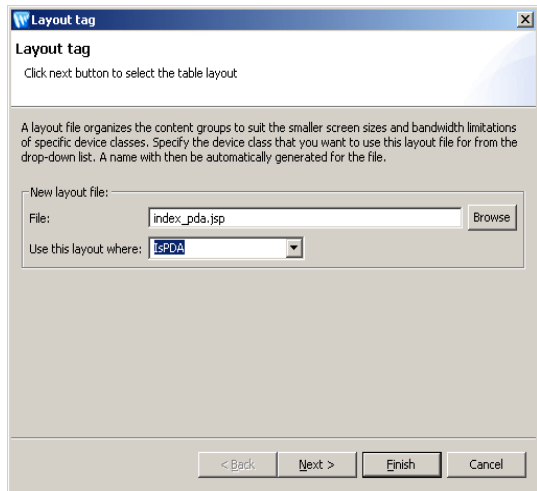 Layout tag
Layout tag
Click next button to select the table layout
A layout file organizes the content groups to suit the smaller screen sizes and bandwidth limitations
of specific device classes. Specify the device class that you want to use this layout file for from the
drop-down list. A name with then be automatically generated for the file.
New layout file:
File: index_pda.jsp Browse
Use this layout where: IsPDA
< Back Next > Finish Cancel